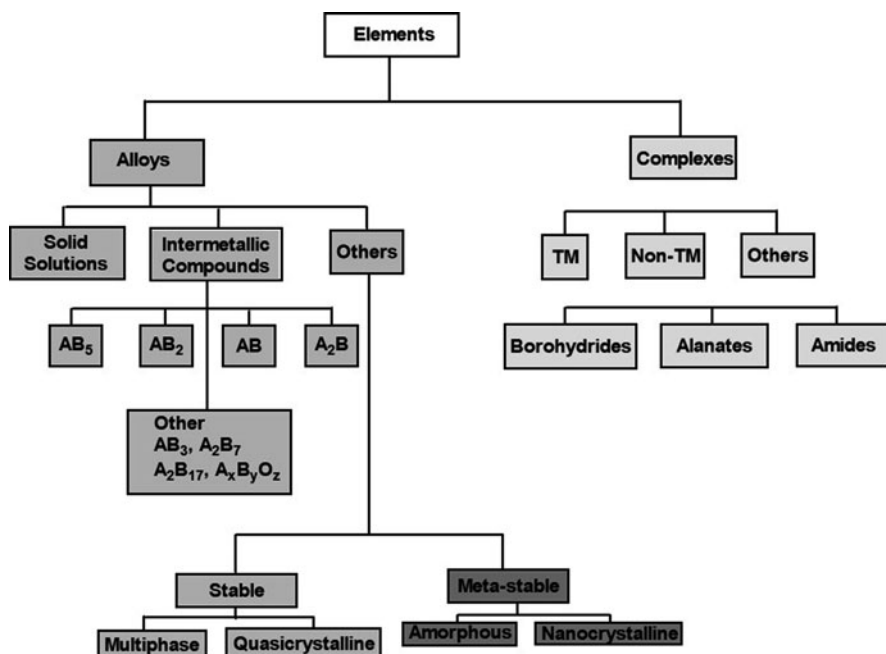 Elements
Alloys
Complexes
Solid
Solutions
Intermetallic
Compounds
Others
TM
Non-TM
Others
AB₅
AB₂
AB
A₂B
Borohydrides
Alanates
Amides
Other
AB₃, A₂B₇
A₂B₁₇, AₓBᵧO_z
Stable
Meta-stable
Multiphase
Quasicrystalline
Amorphous
Nanocrystalline